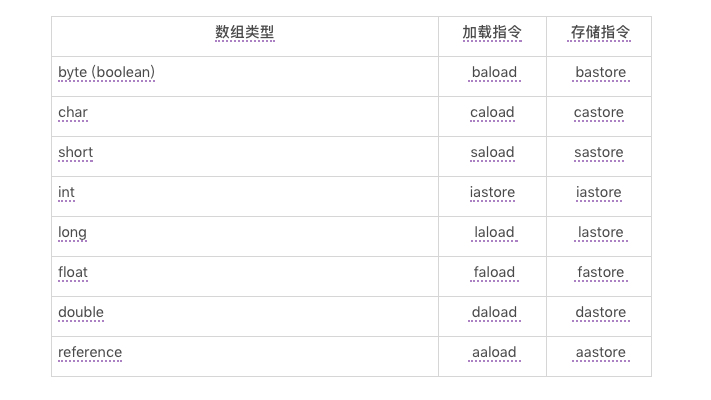 数组类型 加载指令 存储指令
byte (boolean) baload bastore
char caload castore
short saload sastore
int iastore iastore
long laload lastore
float faload fastore
double daload dastore
reference aaload aastore